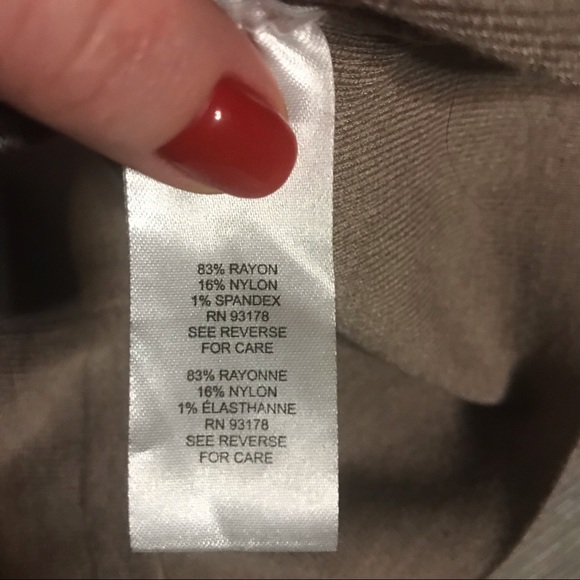 83% RAYON
16% NYLON
1% SPANDEX
RN 93178
SEE REVERSE
FOR CARE
83% RAYONNE
16% NYLON
1% ÉLASTHANNE
RN 93178
SEE REVERSE
FOR CARE